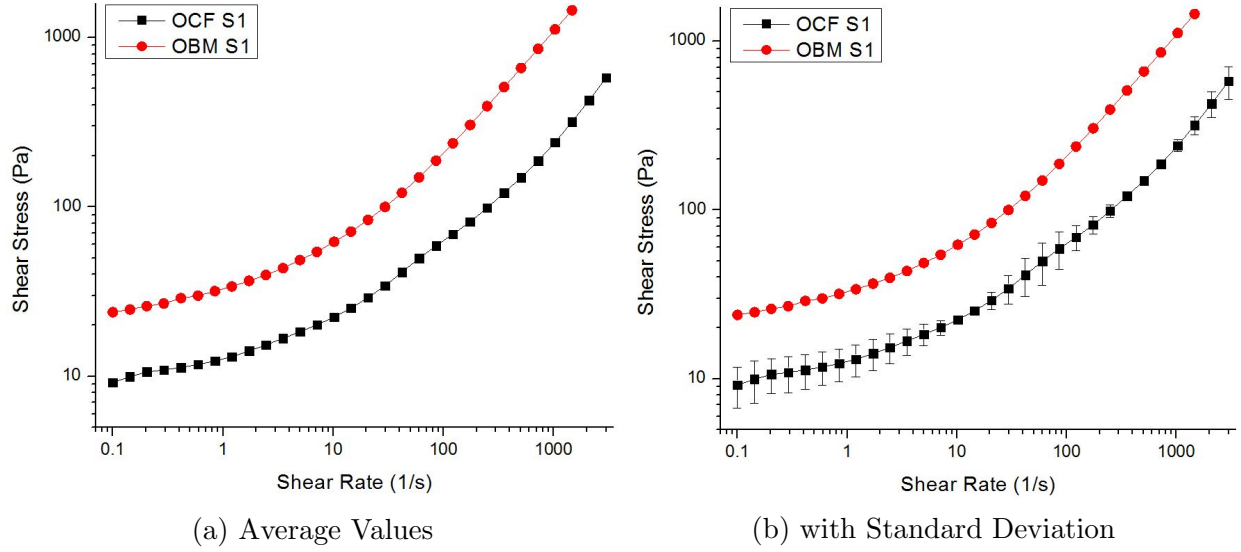 OCF S1
OBM S1
1000
100
10
Shear Stress (Pa)
0.1 1 10 100 1000
Shear Rate (1/s)
(a) Average Values
OCF S1
OBM S1
1000
100
10
Shear Stress (Pa)
0.1 1 10 100 1000
Shear Rate (1/s)
(b) with Standard Deviation